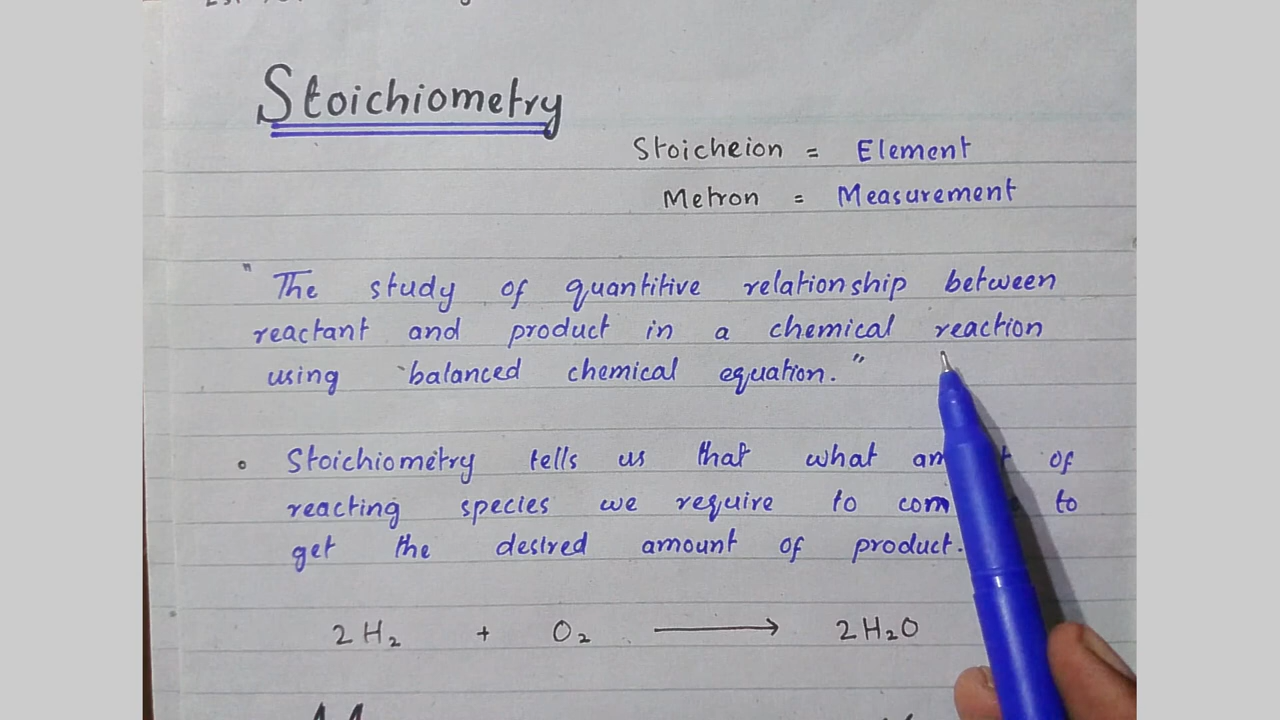 Stoichiometry
Stoicheion = Element
Metron = Measurement
" The study of quantitive relationship between
reactant and product in a chemical reaction
using balanced chemical equation."
• Stoichiometry tells us that what of
reacting species we require to to
get the desired amount of product.
2H₂ + O₂ ⟶ 2H₂O